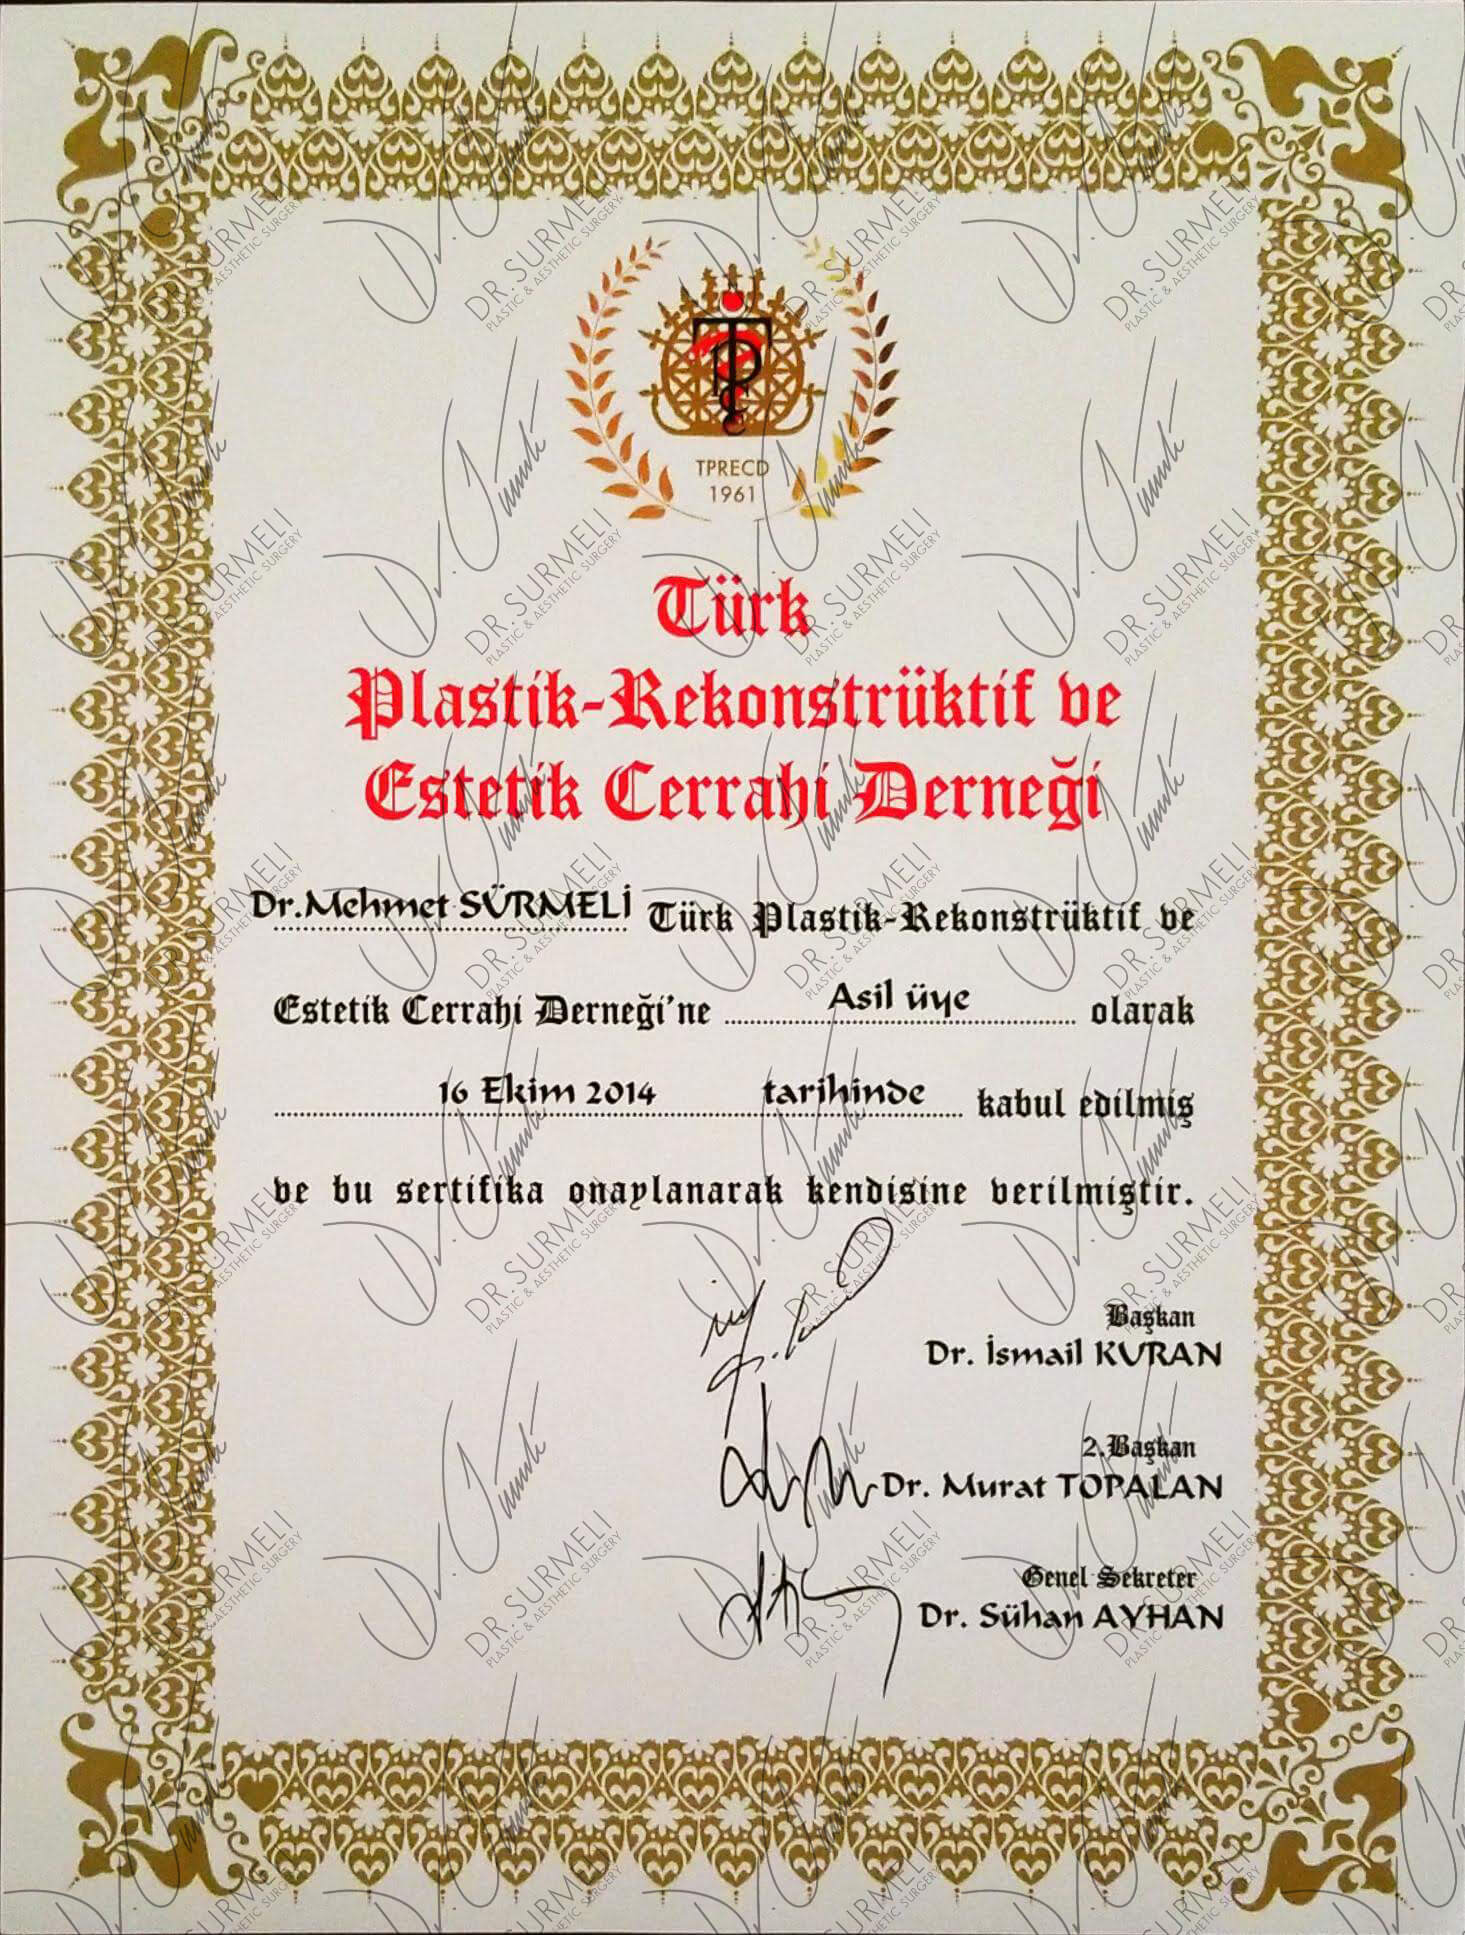 TPRECD
1961
Türk
Plastik-Rekonstrüktif ve
Estetik Cerrahi Derneği
Dr.Mehmet SÜRMELİ Türk Plastik-Rekonstrüktif ve
Estetik Cerrahi Derneği'ne Asil üye olarak
16 Ekim 2014 tarihinde kabul edilmiş
ve bu sertifika onaylanarak kendisine verilmiştir.
Başkan
Dr. İsmail KURAN
2.Başkan
Dr. Murat TOPALAN
Genel Sekreter
Dr. Sühan AYHAN
DR. SURMELI
PLASTIC & AESTHETIC SURGERY